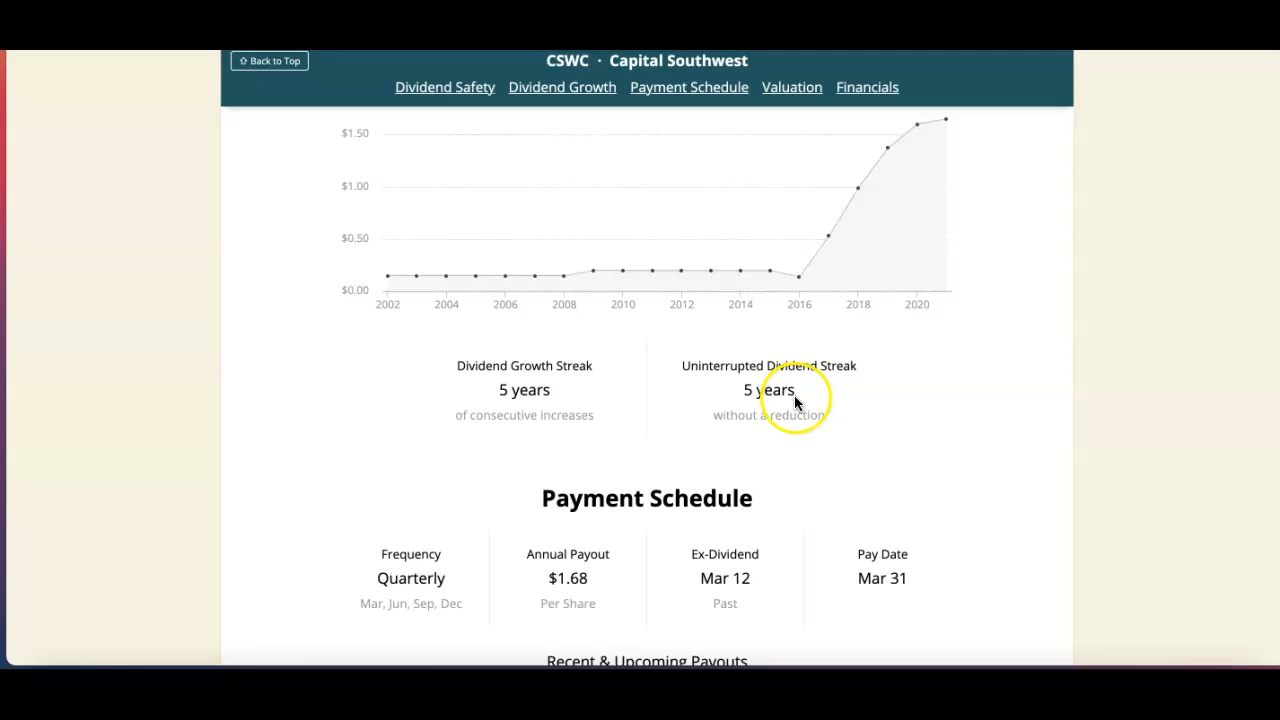 ⇧ Back to Top
CSWC · Capital Southwest
Dividend Safety Dividend Growth Payment Schedule Valuation Financials
$1.50
$1.00
$0.50
$0.00
2002 2004 2006 2008 2010 2012 2014 2016 2018 2020
Dividend Growth Streak Uninterrupted Dividend Streak
5 years 5 years
of consecutive increases without a reduction
Payment Schedule
Frequency Annual Payout Ex-Dividend Pay Date
Quarterly $1.68 Mar 12 Mar 31
Mar, Jun, Sep, Dec Per Share Past
Recent & Upcoming Payouts